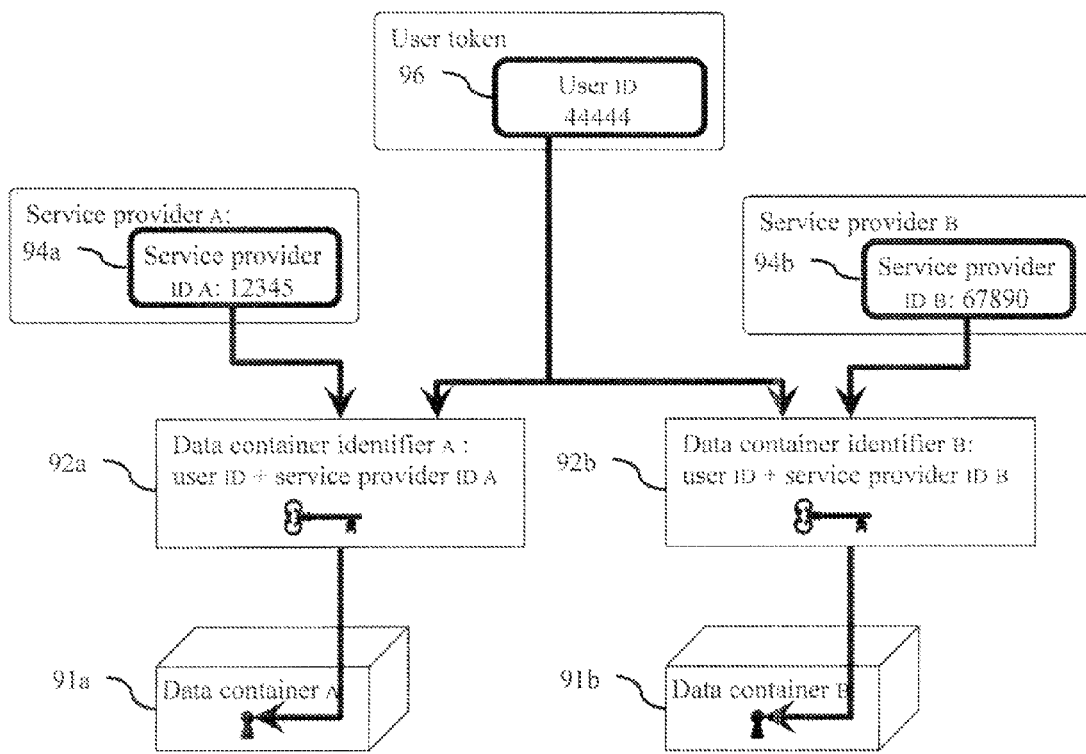 User token
96
User ID
44444
Service provider A:
94a
Service provider
ID A: 12345
Service provider B
94b
Service provider
ID B: 67890
92a
Data container identifier A :
user ID + service provider ID A
92b
Data container identifier B:
user ID + service provider ID B
91a
Data container A
91b
Data container B